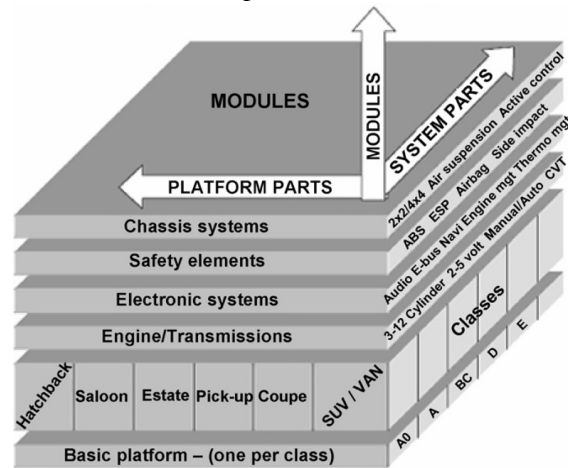 MODULES
MODULES
SYSTEM PARTS
PLATFORM PARTS
Chassis systems
2x2/4x4 Air suspension Active control
Safety elements
ABS ESP Airbag Side impact
Electronic systems
Audio E-bus Navi Engine mgt Thermo mgt
Engine/Transmissions
3-12 Cylinder 2-5 volt Manual/Auto CVT
Hatchback
Saloon
Estate
Pick-up
Coupe
SUV / VAN
Classes
A0
A
BC
D
E
Basic platform – (one per class)